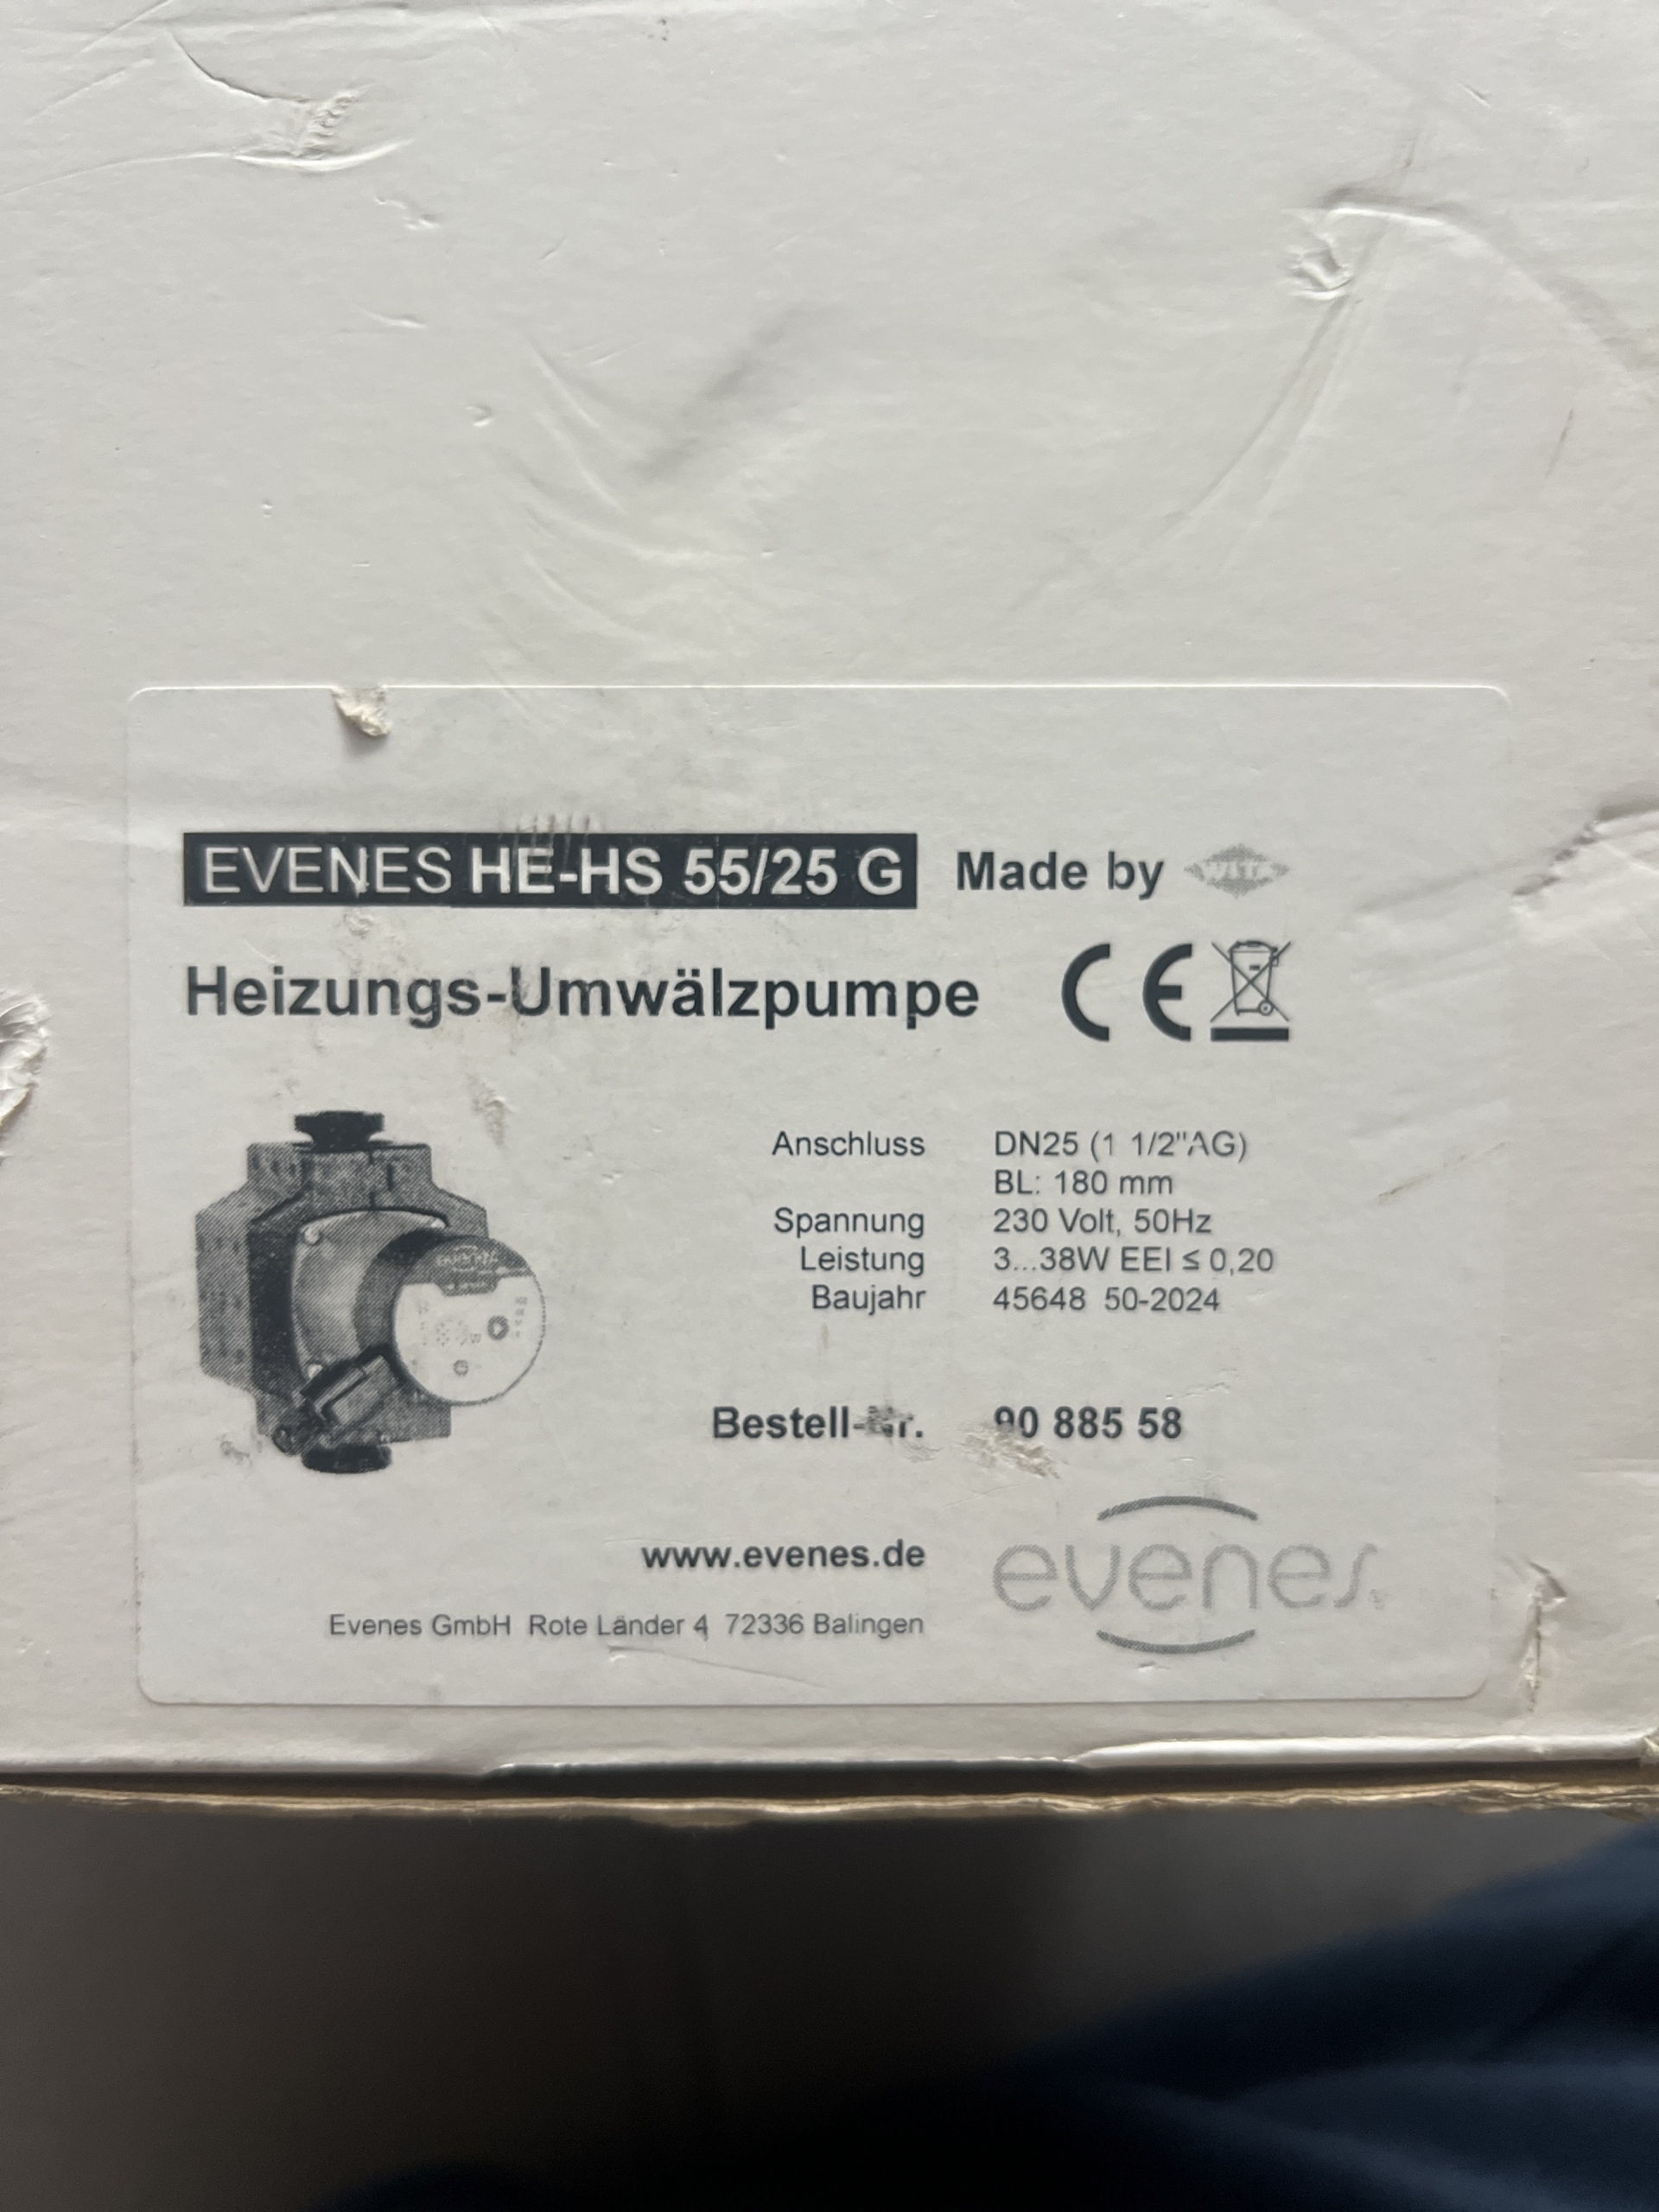 EVENES HE-HS 55/25 G Made by WITA
Heizungs-Umwälzpumpe CE
Anschluss DN25 (1 1/2"AG)
BL: 180 mm
Spannung 230 Volt, 50Hz
Leistung 3...38W EEI ≤ 0,20
Baujahr 45648 50-2024
Bestell-Nr. 90 885 58
www.evenes.de
evenes
Evenes GmbH Rote Länder 4 72336 Balingen